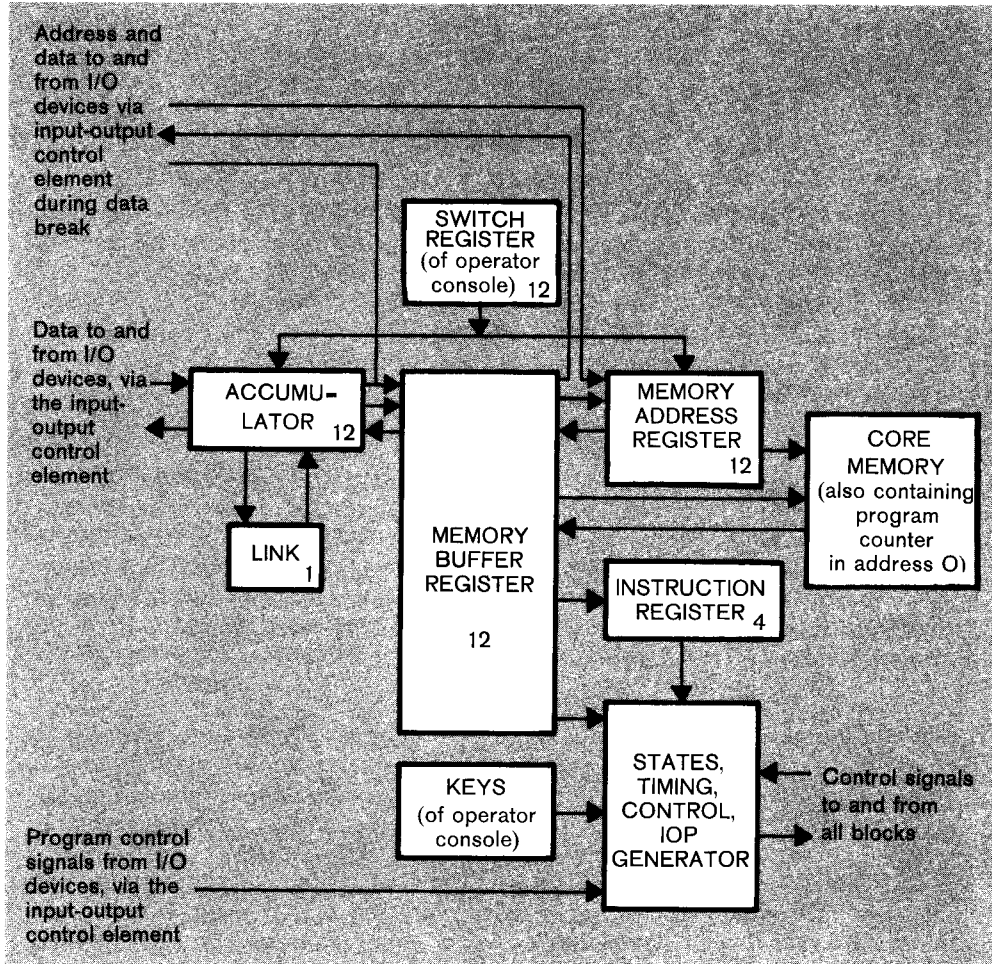 Address and
data to and
from I/O
devices via
input-output
control
element
during data
break
SWITCH
REGISTER
(of operator
console) 12
Data to and
from I/O
devices, via
the input-
output
control
element
ACCUMU-
LATOR 12
LINK
1
MEMORY
BUFFER
REGISTER
12
MEMORY
ADDRESS
REGISTER
12
CORE
MEMORY
(also containing
program
counter
in address O)
INSTRUCTION
REGISTER 4
KEYS
(of operator
console)
STATES,
TIMING,
CONTROL,
IOP
GENERATOR
Control signals
to and from
all blocks
Program control
signals from I/O
devices, via the
input-output
control element